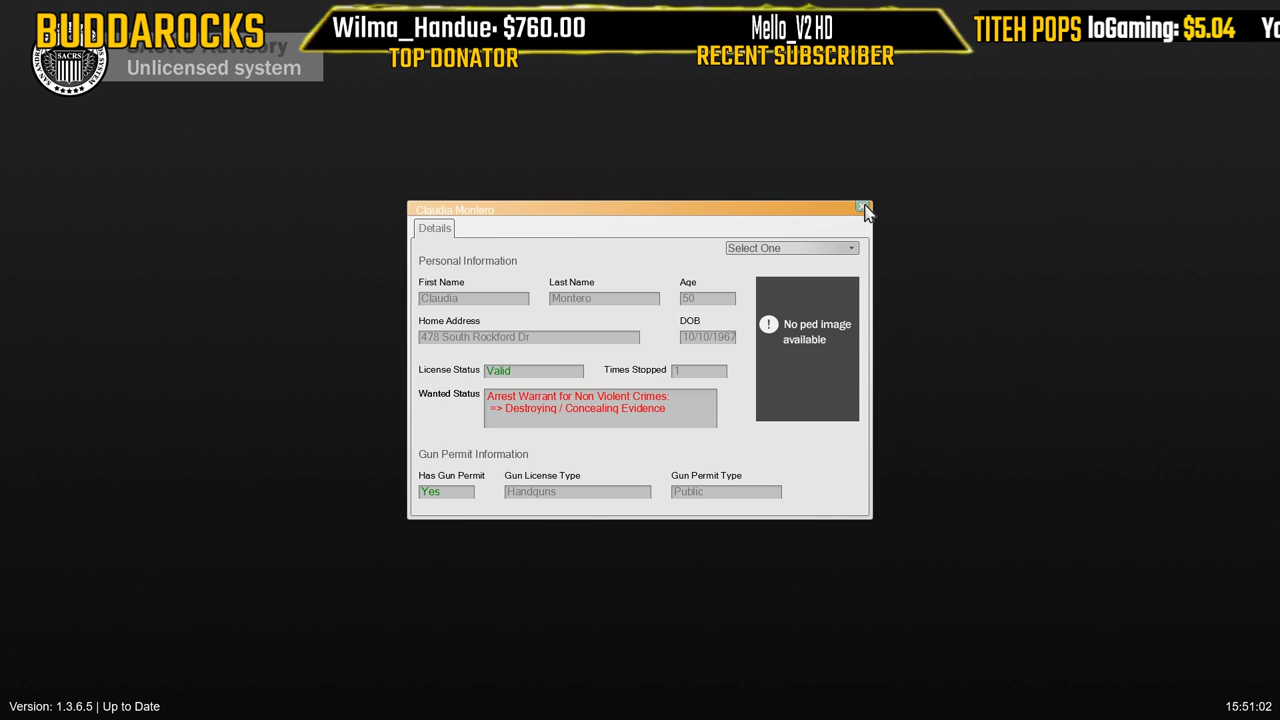 BUDDAROCKS
Wilma_Handue: $760.00
TOP DONATOR
Mello_V2 HD
RECENT SUBSCRIBER
TITEH POPS IoGaming: $5.04 Yo
SACRS Advisory
Unlicensed system
SACRS
Claudia Montero
Details
Select One
Personal Information
First Name Last Name Age
Claudia Montero 50
Home Address DOB
478 South Rockford Dr 10/10/1967
License Status Valid Times Stopped 1
Wanted Status Arrest Warrant for Non Violent Crimes:
=> Destroying / Concealing Evidence
! No ped image
available
Gun Permit Information
Has Gun Permit Gun License Type Gun Permit Type
Yes Handguns Public
Version: 1.3.6.5 | Up to Date
15:51:02